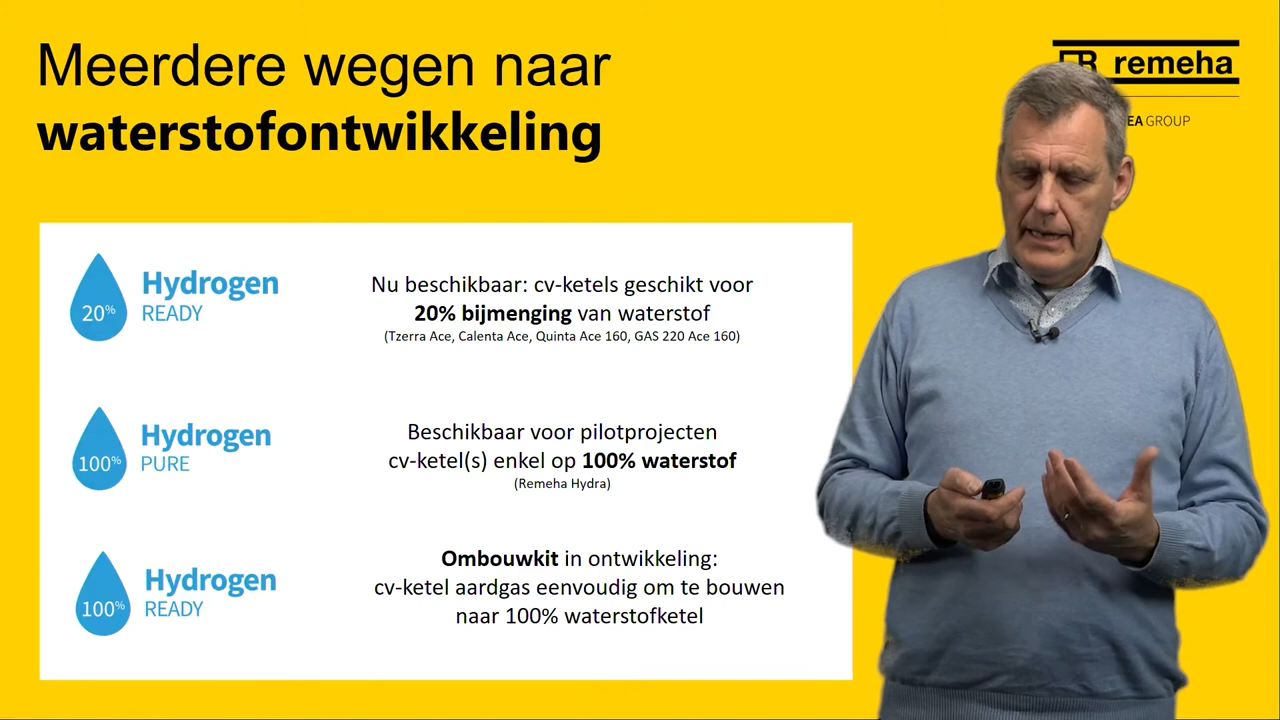 Meerdere wegen naar
waterstofontwikkeling
remeha
GROUP
20%
Hydrogen
READY
Nu beschikbaar: cv-ketels geschikt voor
20% bijmenging van waterstof
(Tzerra Ace, Calenta Ace, Quinta Ace 160, GAS 220 Ace 160)
100%
Hydrogen
PURE
Beschikbaar voor pilotprojecten
cv-ketel(s) enkel op 100% waterstof
(Remeha Hydra)
100%
Hydrogen
READY
Ombouwkit in ontwikkeling:
cv-ketel aardgas eenvoudig om te bouwen
naar 100% waterstofketel